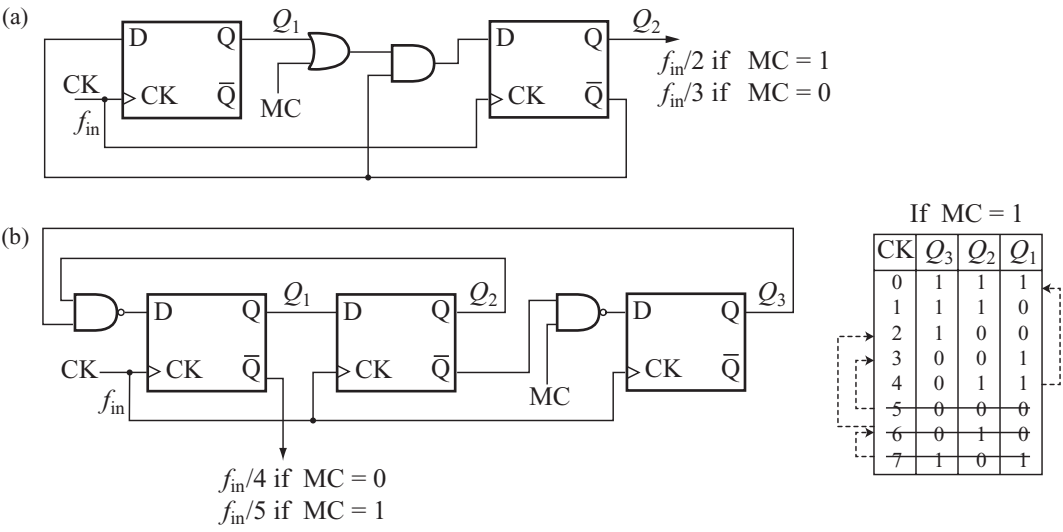 (a)
Q1 Q2
D Q D Q
CK
CK Q̅ MC CK Q̅
fin
fin/2 if MC = 1
fin/3 if MC = 0
(b)
D Q Q1 D Q Q2 D Q Q3
CK CK Q̅ CK Q̅ MC CK Q̅
fin
fin/4 if MC = 0
fin/5 if MC = 1
If MC = 1
CK Q3 Q2 Q1
0 1 1 1
1 1 1 0
2 1 0 0
3 0 0 1
4 0 1 1
5 0 0 0
6 0 1 0
7 1 0 1